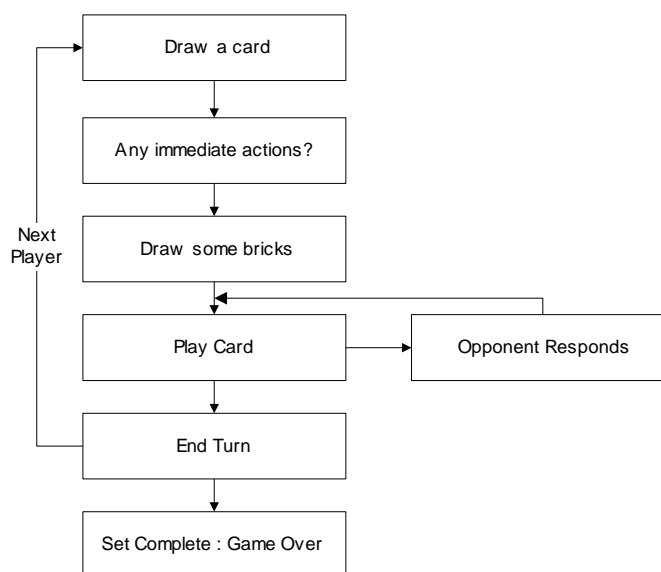 Draw a card
Any immediate actions?
Next
Player
Draw some bricks
Play Card
Opponent Responds
End Turn
Set Complete : Game Over